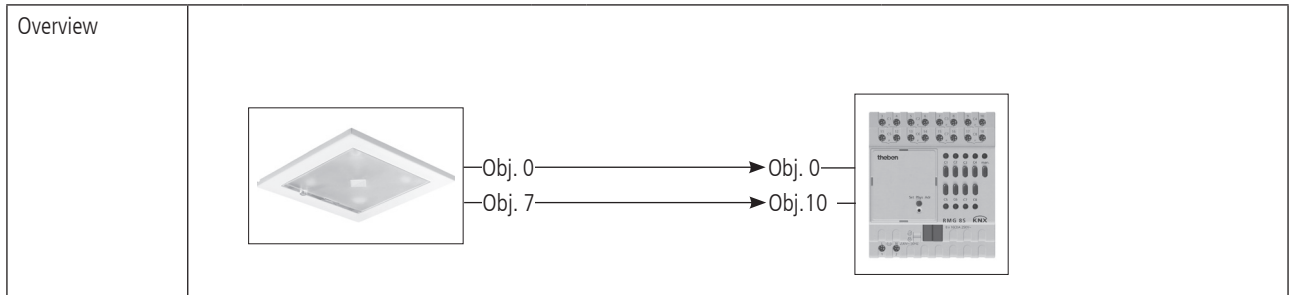 Overview
Obj. 0 Obj. 0
Obj. 7 Obj.10
theben
RMG 8S KNX